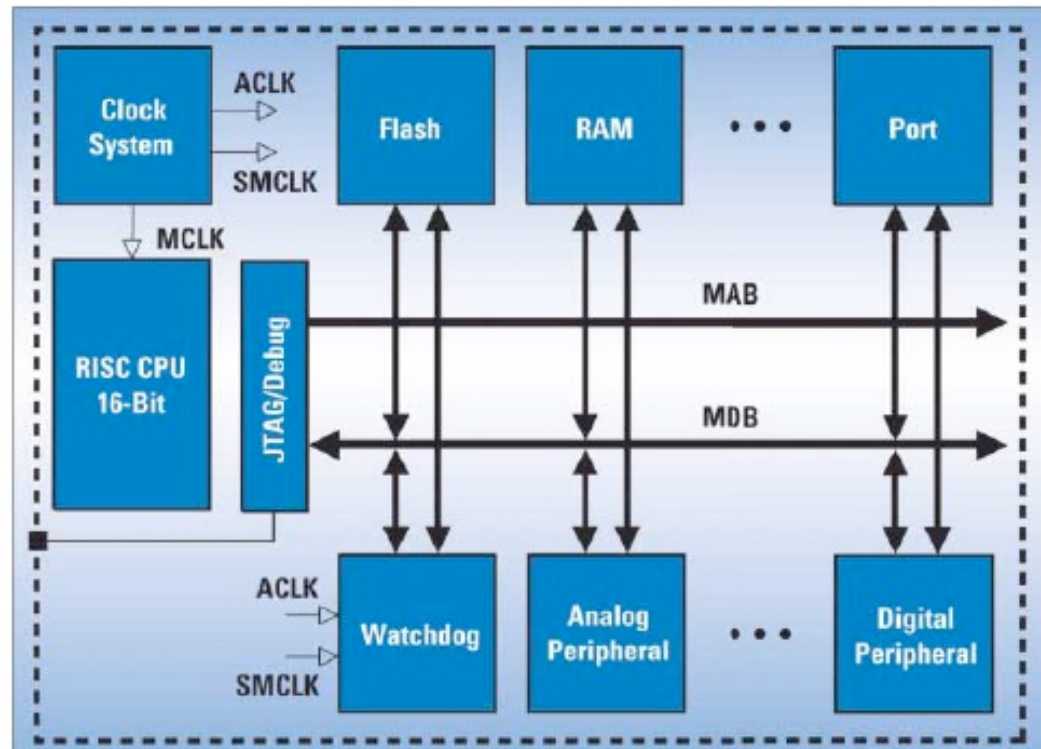 Clock
System
ACLK
SMCLK
Flash
RAM
Port
MCLK
RISC CPU
16-Bit
JTAG/Debug
MAB
MDB
ACLK
SMCLK
Watchdog
Analog
Peripheral
Digital
Peripheral